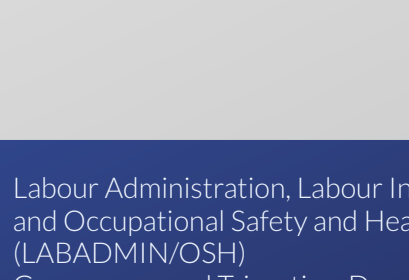 Labour Administration, Labour In
and Occupational Safety and Hea
(LABADMIN/OSH)